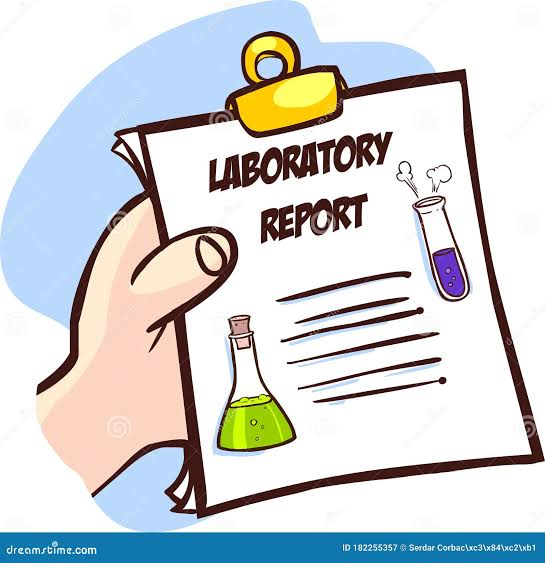 LABORATORY
REPORT
dreamstime.com
ID 182255357 © Serdar Corbac\xc3\x84\xc2\xb1